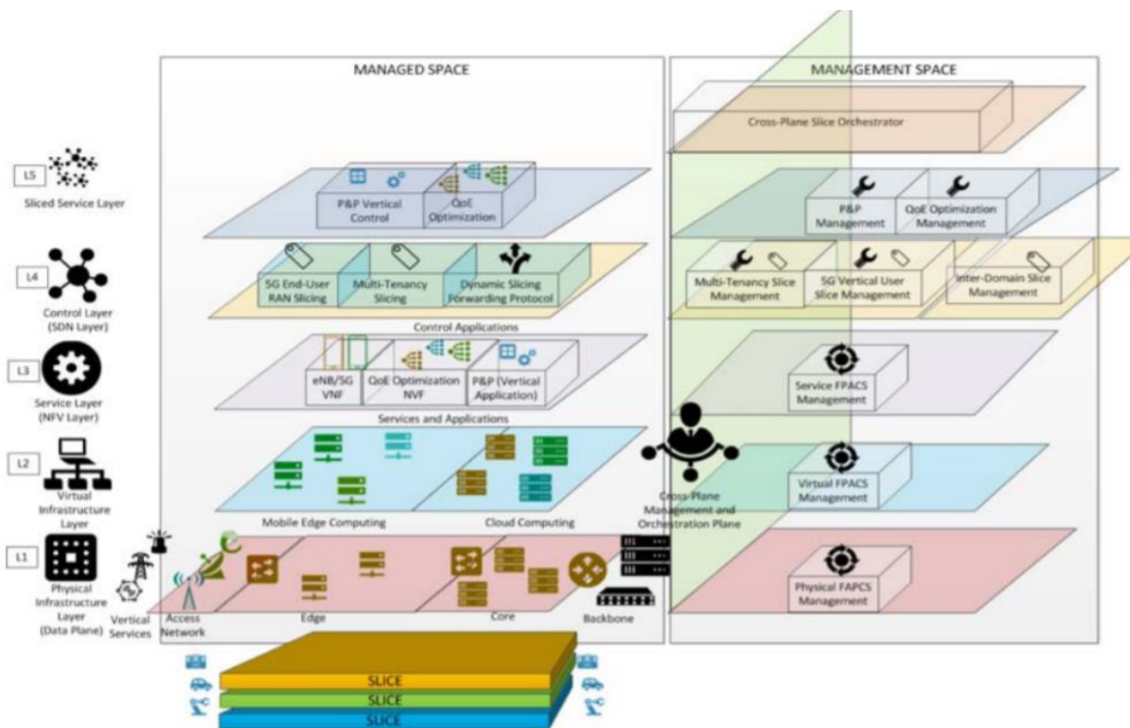 MANAGED SPACE
MANAGEMENT SPACE
Cross-Plane Slice Orchestrator
L5
Sliced Service Layer
P&P Vertical
Control
QoE
Optimization
P&P
Management
QoE Optimization
Management
L4
Control Layer
(SDN Layer)
5G End-User
RAN Slicing
Multi-Tenancy
Slicing
Dynamic Slicing
Forwarding Protocol
Control Applications
Multi-Tenancy Slice
Management
5G Vertical User
Slice Management
Inter-Domain Slice
Management
L3
Service Layer
(NFV Layer)
eNB/5G
VNF
QoE Optimization
NVF
P&P (Vertical
Application)
Services and Applications
Service FPACS
Management
L2
Virtual
Infrastructure
Layer
Mobile Edge Computing
Cloud Computing
Cross-Plane
Management and
Orchestration Plane
Virtual FPACS
Management
L1
Physical
Infrastructure
Layer
(Data Plane)
Vertical
Services
Access
Network
Edge
Core
Backbone
Physical FAPCS
Management
SLICE
SLICE
SLICE